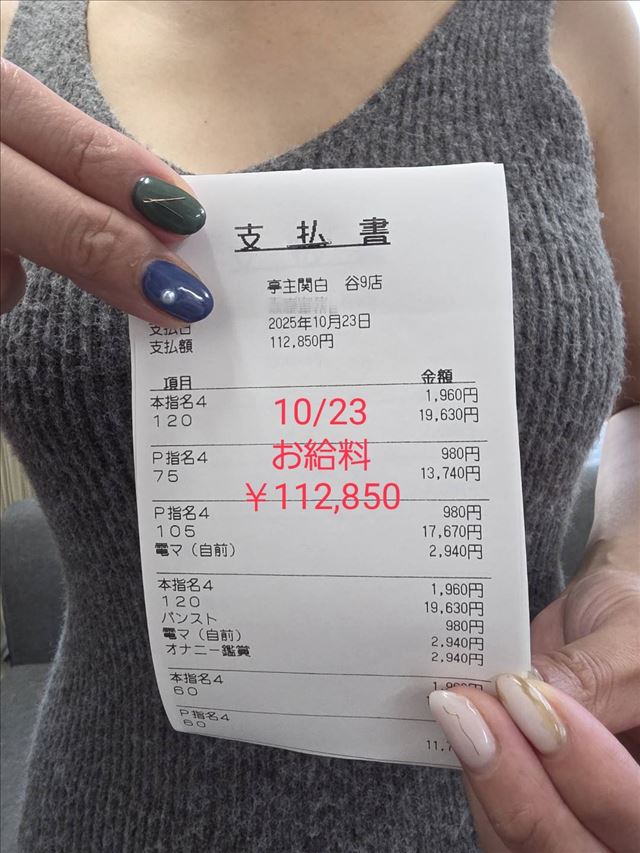 支払書
亭主関白 谷9店
支払日 2025年10月23日
支払額 112,850円
項目 金額
本指名4 1,960円
120 19,630円
P指名4 980円
75 13,740円
P指名4 980円
105 17,670円
電マ（自前） 2,940円
本指名4 1,960円
120 19,630円
パンスト 980円
電マ（自前） 2,940円
オナニー鑑賞 2,940円
本指名4
60
P指名4
60
10/23
お給料
￥112,850